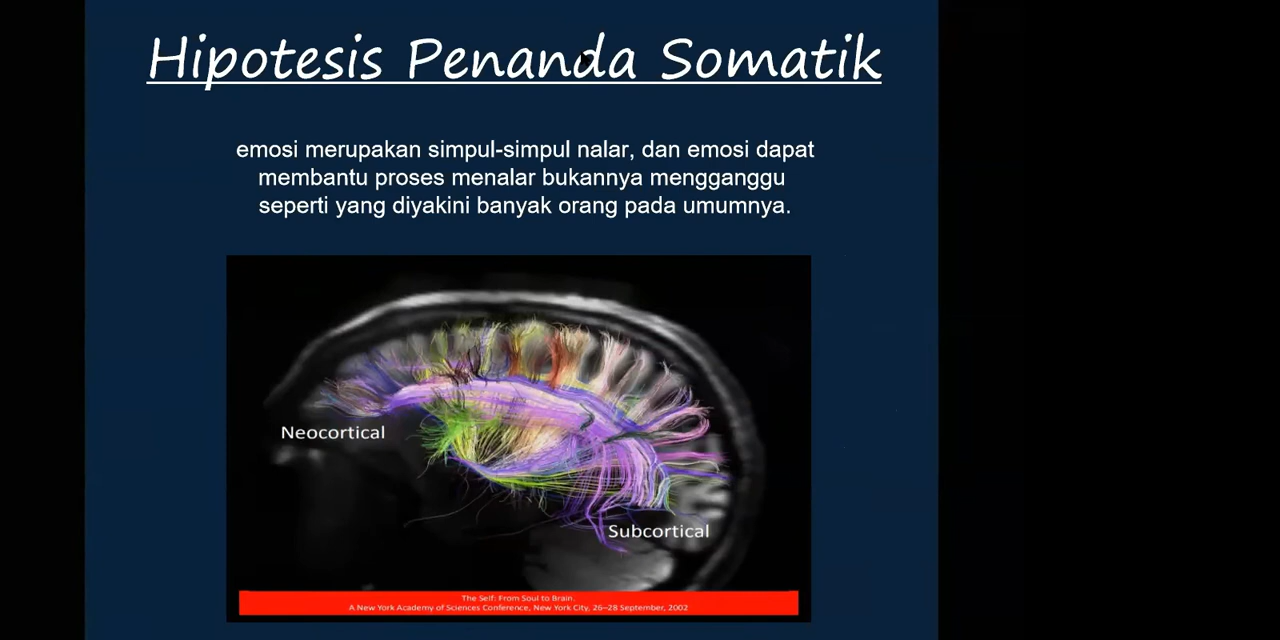 Hipotesis Penanda Somatik
emosi merupakan simpul-simpul nalar, dan emosi dapat
membantu proses menalar bukannya mengganggu
seperti yang diyakini banyak orang pada umumnya.
Neocortical
Subcortical
The Self: From Soul to Brain.
A New York Academy of Sciences Conference, New York City, 26–28 September, 2002